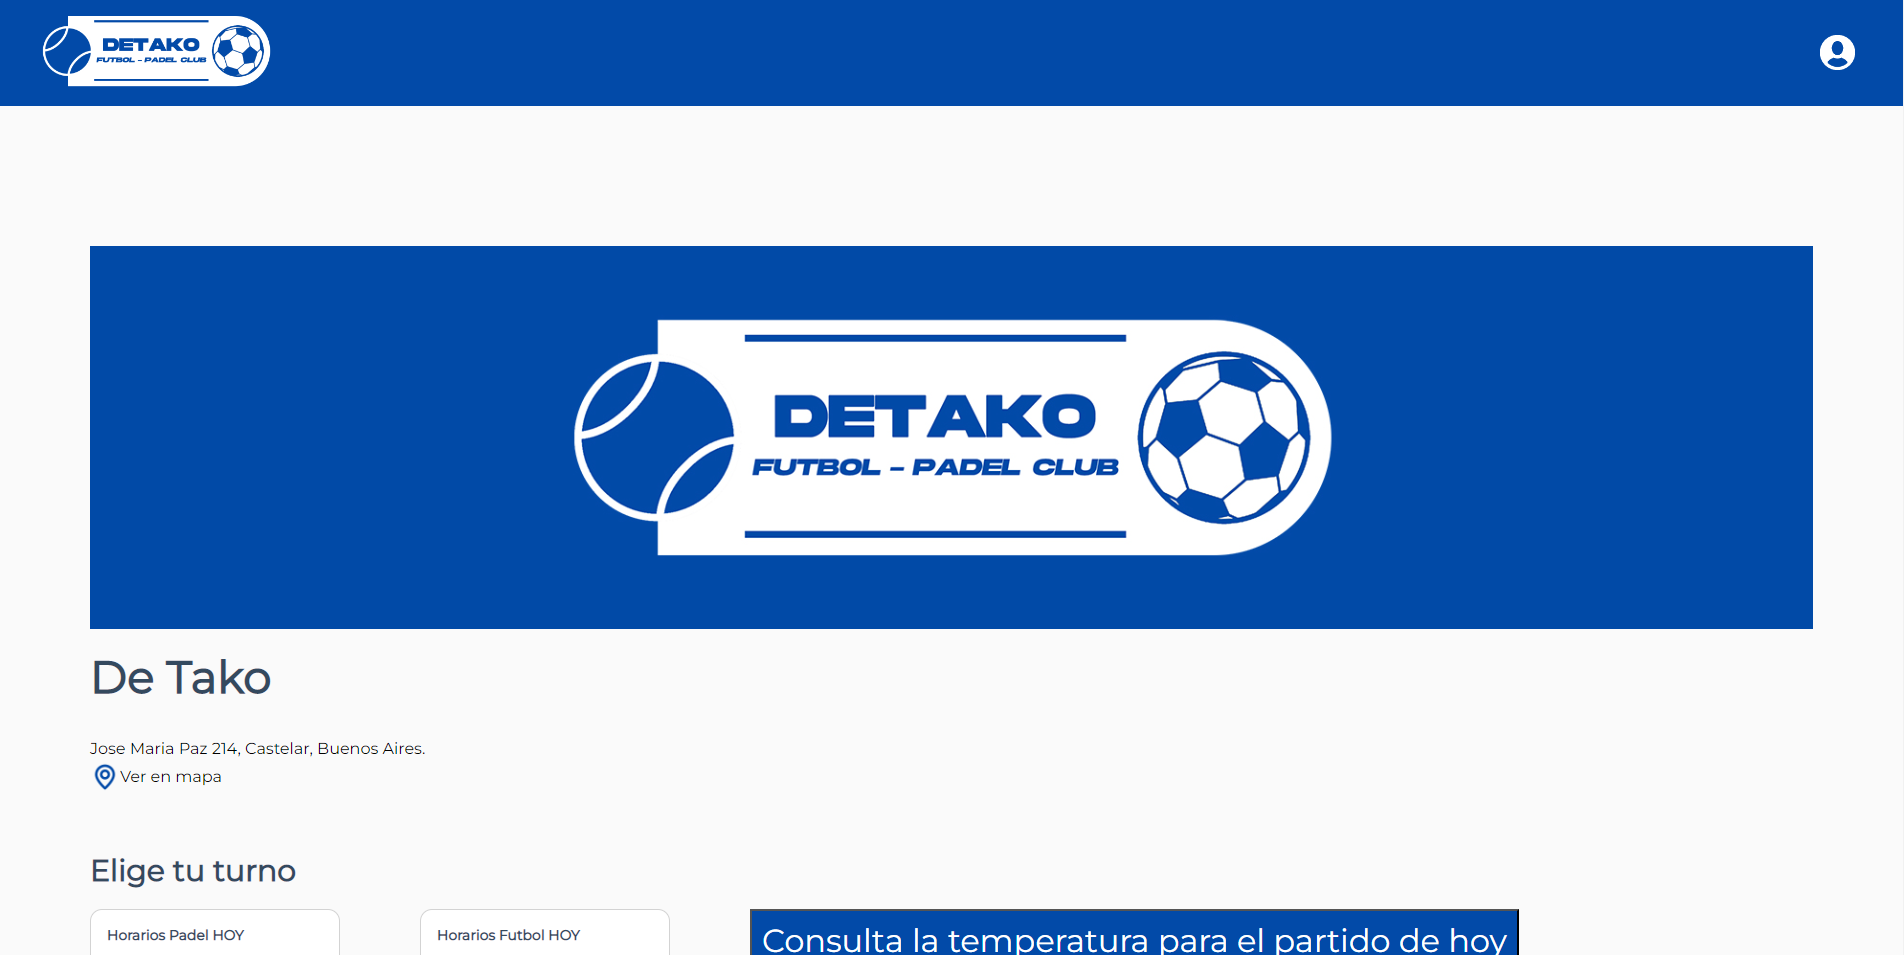 DETAKO
FUTBOL - PADEL CLUB
DETAKO
FUTBOL - PADEL CLUB
De Tako
Jose Maria Paz 214, Castelar, Buenos Aires.
Ver en mapa
Elige tu turno
Horarios Padel HOY
Horarios Futbol HOY
Consulta la temperatura para el partido de hoy